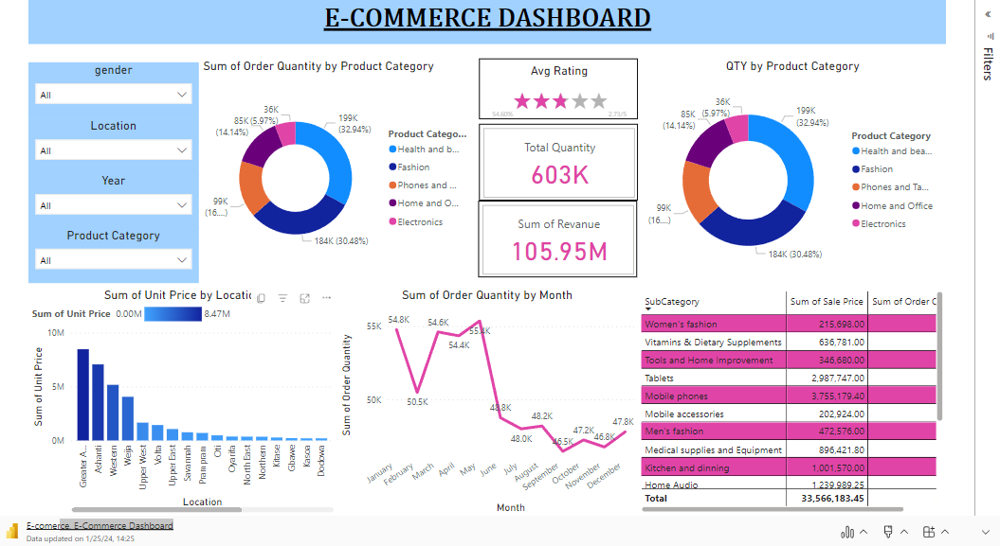 E-COMMERCE DASHBOARD
Filters
gender
All
Location
All
Year
All
Product Category
All
Sum of Order Quantity by Product Category
36K
(5.97%)
85K
(14.14%)
199K
(32.94%)
99K
(16....)
184K (30.48%)
Product Catego...
Health and b...
Fashion
Phones and ...
Home and O...
Electronics
Avg Rating
54.60%
2.73/5
Total Quantity
603K
Sum of Revanue
105.95M
QTY by Product Category
36K
(5.97%)
85K
(14.14%)
199K
(32.94%)
99K
(16....)
184K (30.48%)
Product Category
Health and bea...
Fashion
Phones and Ta...
Home and Office
Electronics
Sum of Unit Price by Locatio
Sum of Unit Price 0.00M 8.47M
Sum of Unit Price
10M
5M
0M
Greater A...
Ashanti
Western
Weija
Upper West
Volta
Upper East
Savannah
Pram pram
Oti
Oyarifa
North East
Northern
Kitase
Gbawe
Kasoa
Dodowa
Location
Sum of Order Quantity by Month
Sum of Order Quantity
55K
50K
54.8K
50.5K
54.6K
54.4K
55.4K
48.8K
48.0K
48.2K
46.5K
47.2K
46.8K
47.8K
January
February
March
April
May
June
July
August
September
October
November
December
Month
SubCategory Sum of Sale Price Sum of Order C
Women's fashion 215,698.00
Vitamins & Dietary Supplements 636,781.00
Tools and Home Improvement 346,680.00
Tablets 2,987,747.00
Mobile phones 3,755,179.40
Mobile accessories 202,924.00
Men's fashion 472,576.00
Medical supplies and Equipment 896,421.80
Kitchen and dinning 1,001,570.00
Home Audio 1,239,989.25
Total 33,566,183.45
E-comerce. E-Commerce Dashboard
Data updated on 1/25/24, 14:25